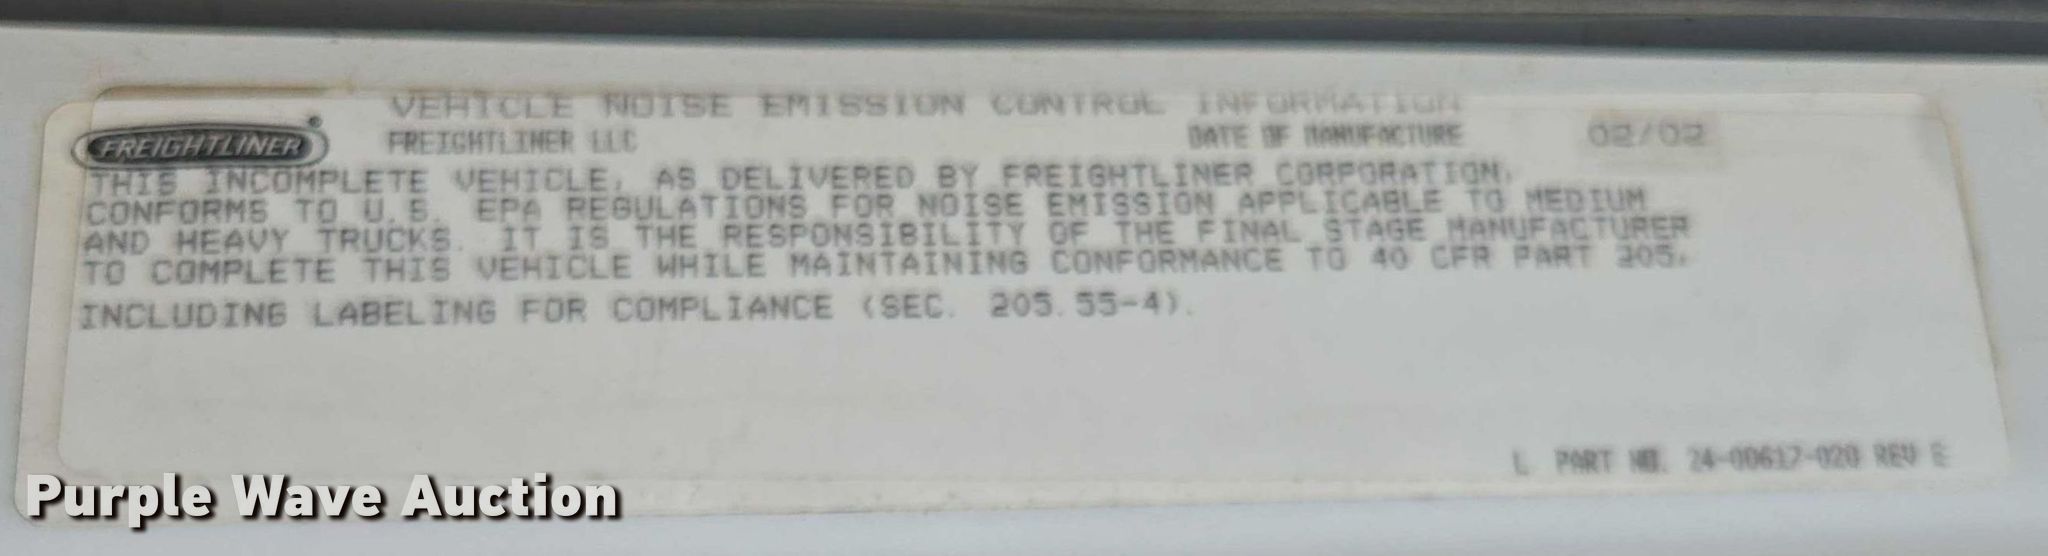 VEHICLE NOISE EMISSION CONTROL INFORMATION
FREIGHTLINER
FREIGHTLINER LLC DATE OF MANUFACTURE 02/02
THIS INCOMPLETE VEHICLE, AS DELIVERED BY FREIGHTLINER CORPORATION,
CONFORMS TO U.S. EPA REGULATIONS FOR NOISE EMISSION APPLICABLE TO MEDIUM
AND HEAVY TRUCKS. IT IS THE RESPONSIBILITY OF THE FINAL STAGE MANUFACTURER
TO COMPLETE THIS VEHICLE WHILE MAINTAINING CONFORMANCE TO 40 CFR PART 205,
INCLUDING LABELING FOR COMPLIANCE (SEC. 205.55-4).
L PART NO. 24-00617-020 REV E
Purple Wave Auction